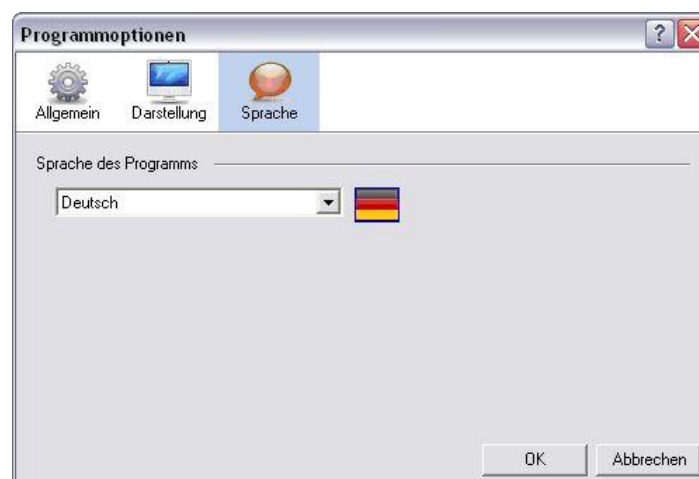 Programmoptionen
Allgemein Darstellung Sprache
Sprache des Programms
Deutsch
OK Abbrechen